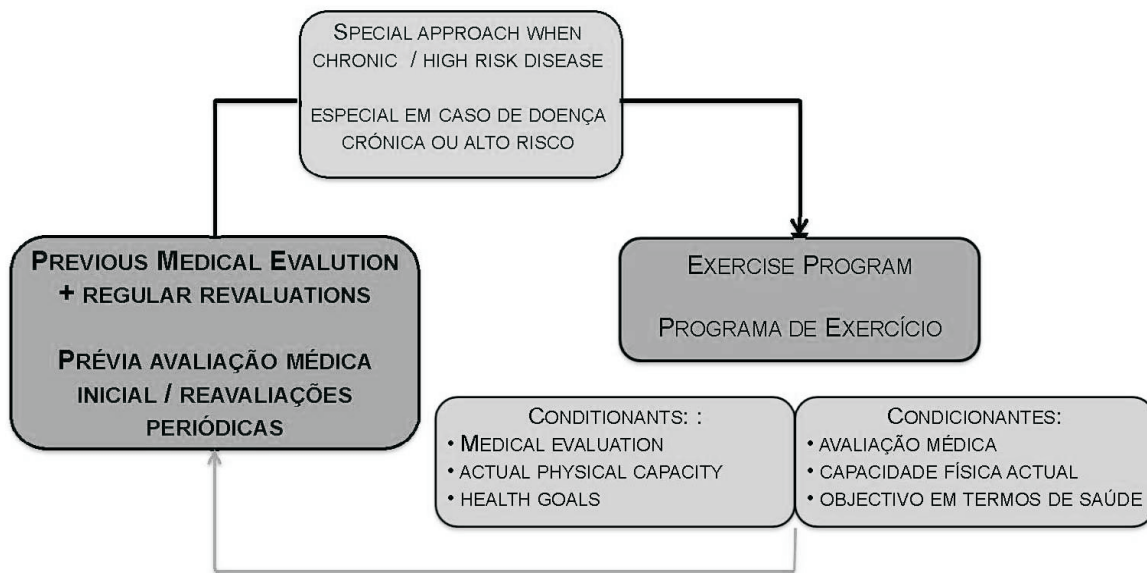 SPECIAL APPROACH WHEN
CHRONIC / HIGH RISK DISEASE
ESPECIAL EM CASO DE DOENÇA
CRÓNICA OU ALTO RISCO
PREVIOUS MEDICAL EVALUTION
+ REGULAR REVALUATIONS
PRÉVIA AVALIAÇÃO MÉDICA
INICIAL / REAVALIAÇÕES
PERIÓDICAS
EXERCISE PROGRAM
PROGRAMA DE EXERCÍCIO
CONDITIONANTS: :
• MEDICAL EVALUATION
• ACTUAL PHYSICAL CAPACITY
• HEALTH GOALS
CONDICIONANTES:
• AVALIAÇÃO MÉDICA
• CAPACIDADE FÍSICA ACTUAL
• OBJECTIVO EM TERMOS DE SAÚDE